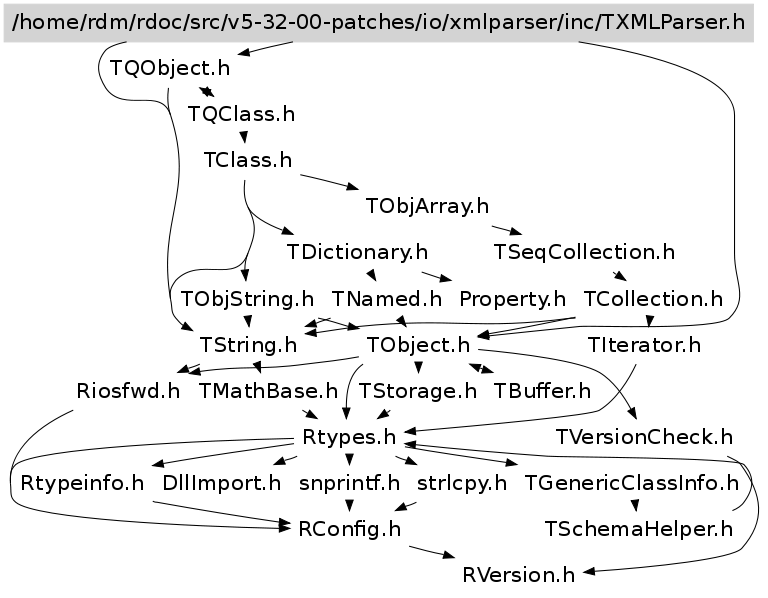 /home/rdm/rdoc/src/v5-32-00-patches/io/xmlparser/inc/TXMLParser.h
TQObject.h
TQClass.h
TClass.h
TObjArray.h
TDictionary.h
TSeqCollection.h
TObjString.h
TNamed.h
Property.h
TCollection.h
TString.h
TObject.h
TIterator.h
Riosfwd.h
TMathBase.h
TStorage.h
TBuffer.h
Rtypes.h
TVersionCheck.h
Rtypeinfo.h
DllImport.h
snprintf.h
strlcpy.h
TGenericClassInfo.h
RConfig.h
TSchemaHelper.h
RVersion.h